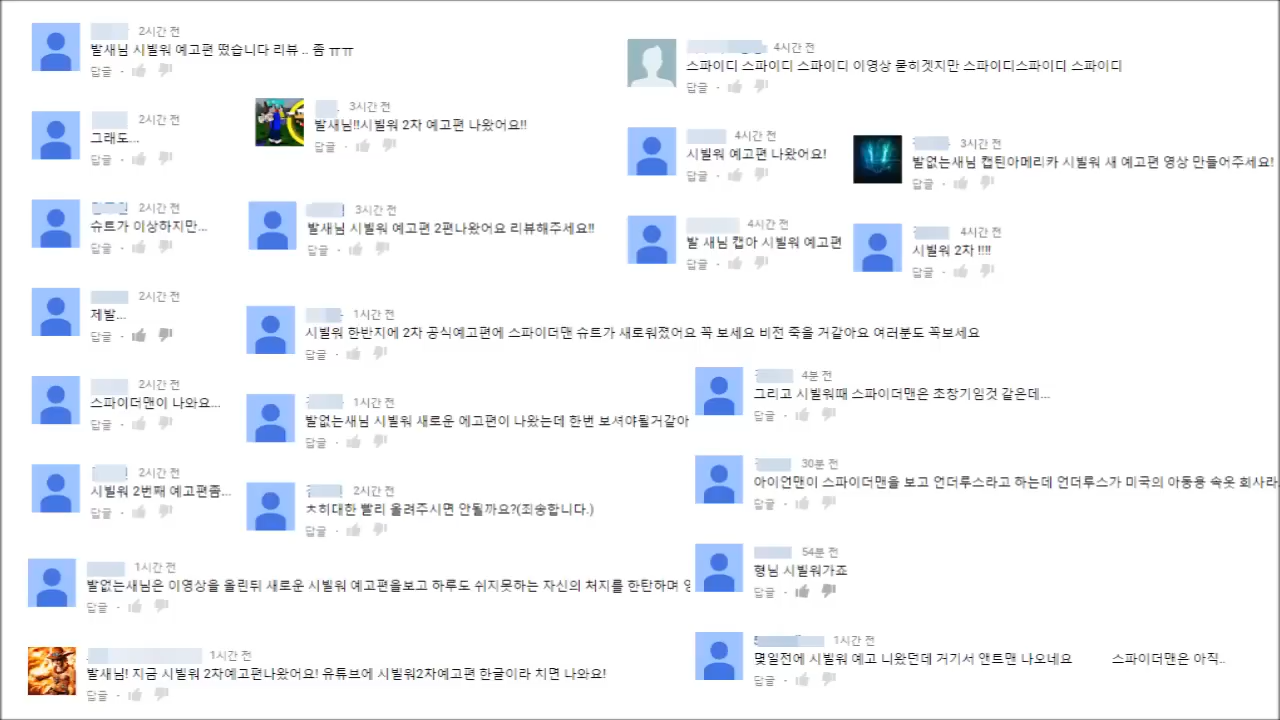 2시간 전
발새님 시빌워 예고편 떴습니다 리뷰 .. 좀 ㅠㅠ
답글 ·
2시간 전
그래도...
답글 ·
2시간 전
슈트가 이상하지만...
답글 ·
2시간 전
제발...
답글 ·
2시간 전
스파이더맨이 나와요...
답글 ·
2시간 전
시빌워 2번째 예고편좀...
답글 ·
1시간 전
발없는새님은 이영상을 올린뒤 새로운 시빌워 예고편을보고 하루도 쉬지못하는 자신의 처지를 한탄하며
답글 ·
1시간 전
발새님! 지금 시빌워 2차예고편나왔어요! 유튜브에 시빌워2차예고편 한글이라 치면 나와요!
답글 ·
3시간 전
발새님!!시빌워 2차 예고편 나왔어요!!
답글 ·
3시간 전
발새님 시빌워 예고편 2편나왔어요 리뷰해주세요!!
답글 ·
1시간 전
시빌워 한반지에 2차 공식예고편에 스파이더맨 슈트가 새로워졌어요 꼭 보세요 비전 죽을 거같아요 여러분도 꼭보세요
답글 ·
1시간 전
발없는새님 시빌워 새로운 에고편이 나왔는데 한번 보셔야될거같아
답글 ·
2시간 전
ㅊ히대한 빨리 올려주시면 안될까요?(죄송합니다.)
답글 ·
4시간 전
스파이디 스파이디 스파이디 이영상 묻히겟지만 스파이디스파이디 스파이디
답글 ·
4시간 전
시빌워 예고편 나왔어요!
답글 ·
4시간 전
발 새님 캡아 시빌워 예고편
답글 ·
3시간 전
발없는새님 캡틴아메리카 시빌워 새 예고편 영상 만들어주세요!
답글 ·
4시간 전
시빌워 2차 !!!!
답글 ·
4분 전
그리고 시빌워때 스파이더맨은 초창기임것 같은데...
답글 ·
30분 전
아이언맨이 스파이더맨을 보고 언더루스라고 하는데 언더루스가 미국의 아동용 속옷 회사라
답글 ·
54분 전
형님 시빌워가죠
답글 ·
1시간 전
몇일전에 시빌워 예고 니왔던데 거기서 앤트맨 나오네요 스파이더맨은 아직..
답글 ·